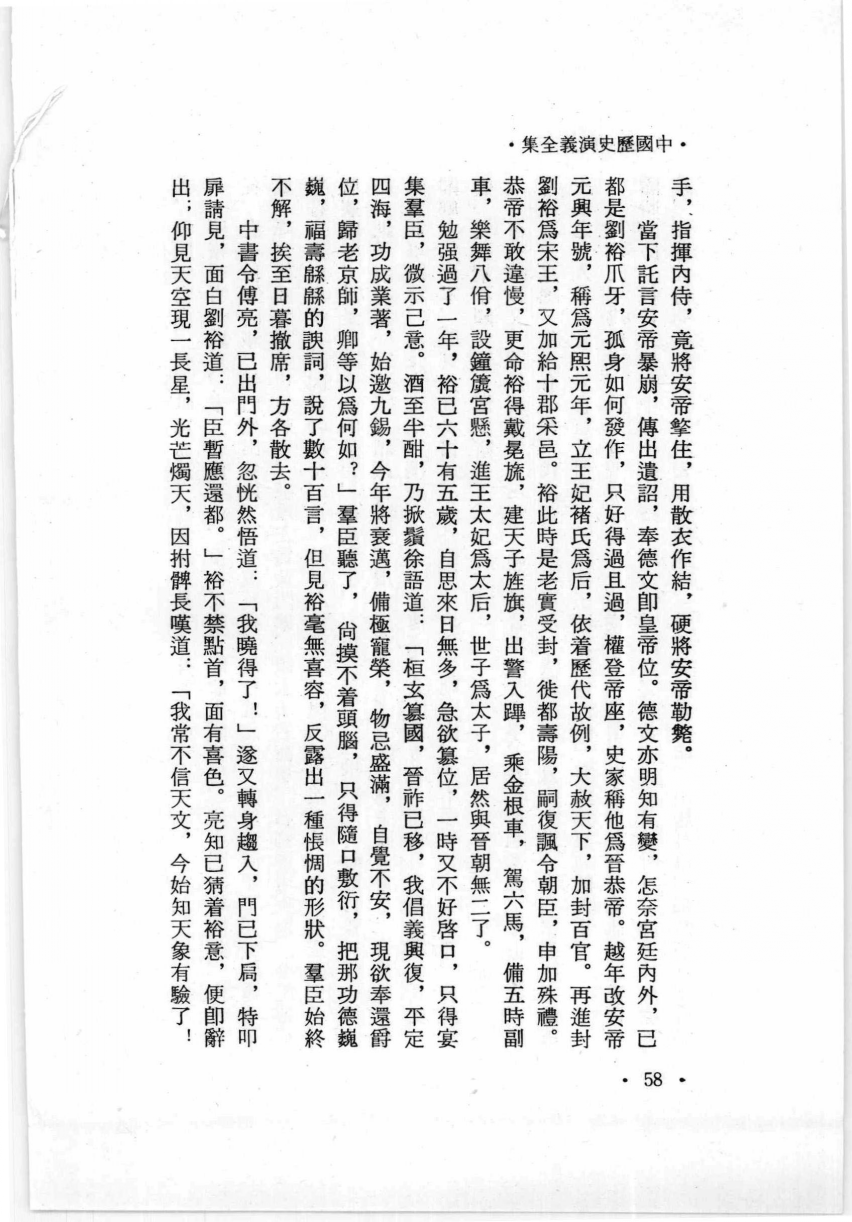 ·中國歷史演義全集·
手，指揮內侍，竟將安帝拏住，用散衣作結，硬將安帝勒斃。
當下託言安帝暴崩，傳出遺詔，奉德文卽皇帝位。德文亦明知有變，怎奈宮廷內外，已
都是劉裕爪牙，孤身如何發作，只好得過且過，權登帝座，史家稱他爲晉恭帝。越年改安帝
元興年號，稱爲元熙元年，立王妃褚氏爲后，依着歷代故例，大赦天下，加封百官。再進封
劉裕爲宋王，又加給十郡采邑。裕此時是老實受封，徙都壽陽，嗣復諷令朝臣，申加殊禮。
恭帝不敢違慢，更命裕得戴冕旒，建天子旌旗，出警入蹕，乘金根車，駕六馬，備五時副
車，樂舞八佾，設鐘簴宮懸，進王太妃爲太后，世子爲太子，居然與晉朝無二了。
勉强過了一年，裕已六十有五歲，自思來日無多，急欲篡位，一時又不好啓口，只得宴
集羣臣，微示己意。酒至半酣，乃掀鬚徐語道：「桓玄篡國，晉祚已移，我倡義興復，平定
四海，功成業著，始邀九錫，今年將衰邁，備極寵榮，物忌盛滿，自覺不安，現欲奉還爵
位，歸老京師，卿等以爲何如？」羣臣聽了，尙摸不着頭腦，只得隨口敷衍，把那功德巍
巍，福壽緜緜的諛詞，說了數十百言，但見裕毫無喜容，反露出一種悵惆的形狀。羣臣始終
不解，挨至日暮撤席，方各散去。
中書令傅亮，已出門外，忽恍然悟道：「我曉得了！」遂又轉身趨入，門已下扃，特叩
扉請見，面白劉裕道：「臣暫應還都。」裕不禁點首，面有喜色。亮知已猜着裕意，便卽辭
出；仰見天空現一長星，光芒燭天，因拊髀長嘆道：「我常不信天文，今始知天象有驗了！
·58·